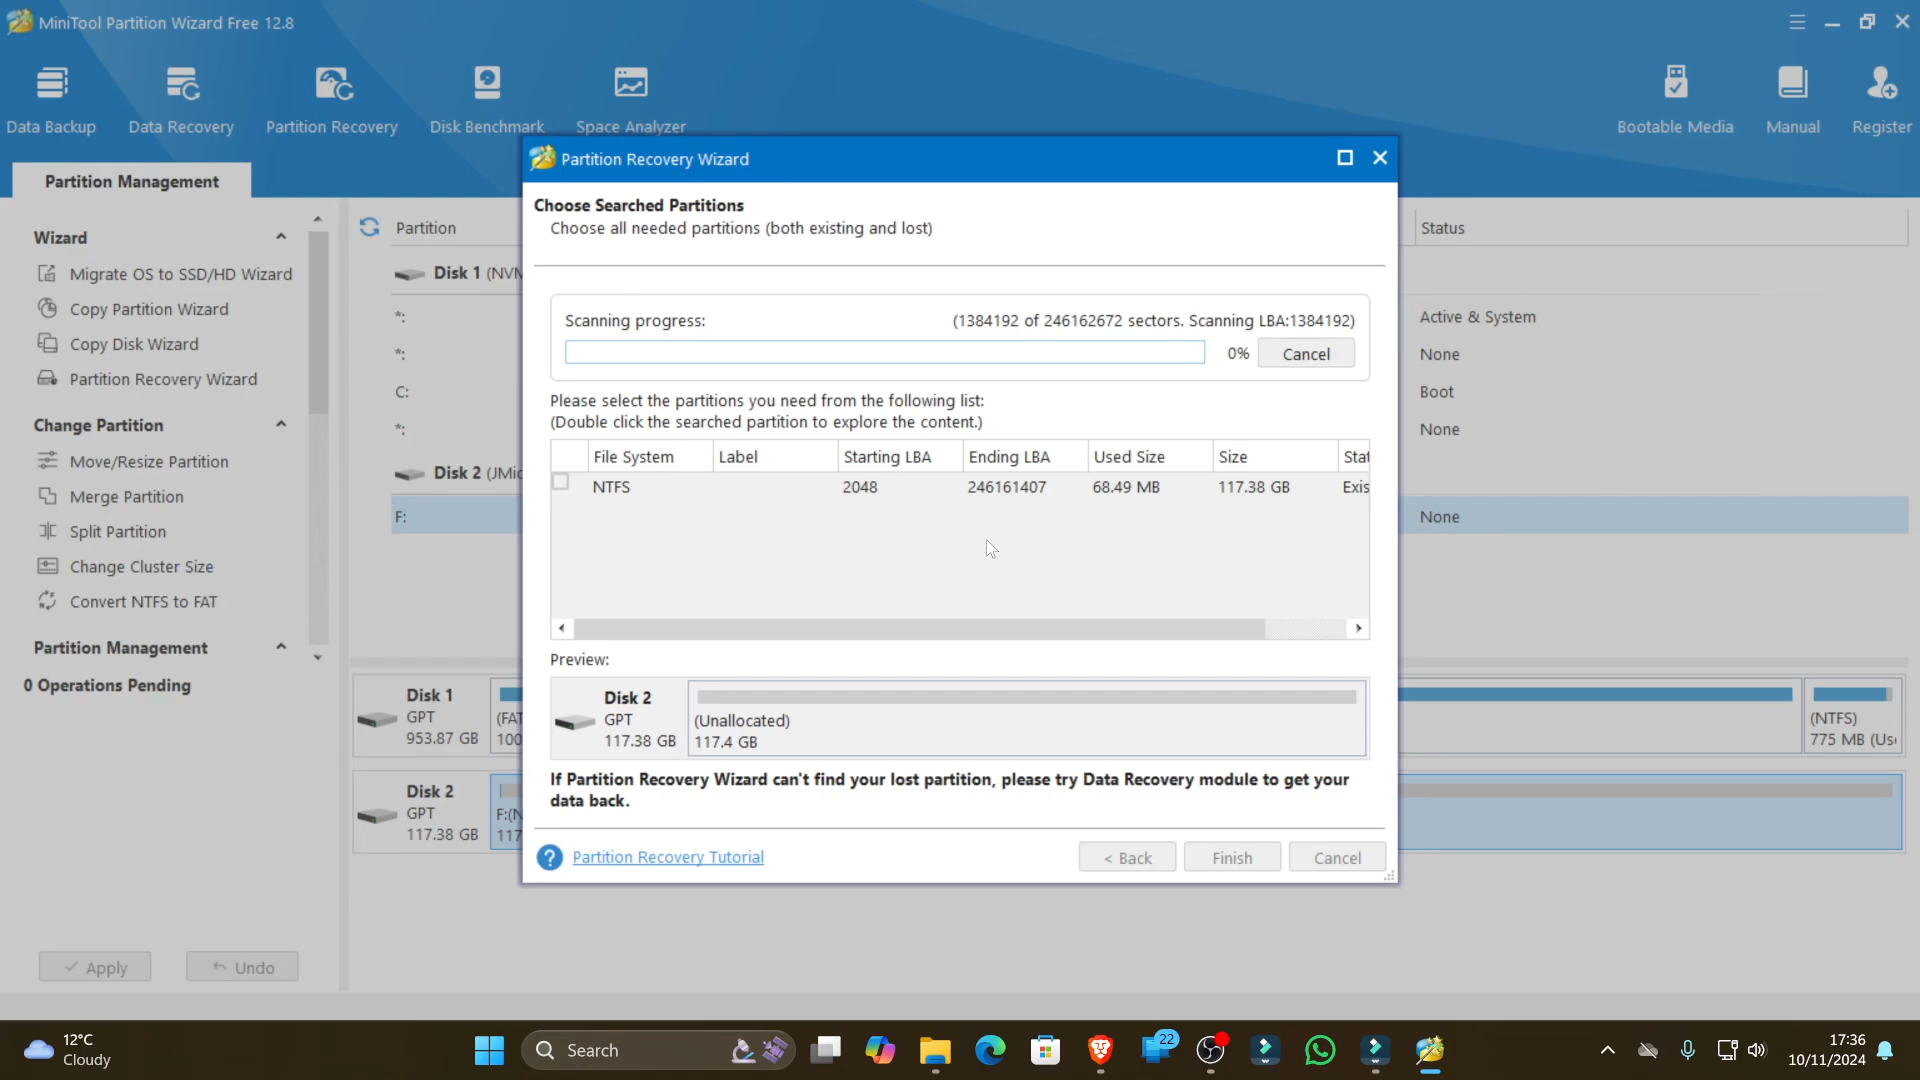 MiniTool Partition Wizard Free 12.8
Data Backup
Data Recovery
Partition Recovery
Disk Benchmark
Space Analyzer
Bootable Media
Manual
Register
Partition Management
Wizard
Migrate OS to SSD/HD Wizard
Copy Partition Wizard
Copy Disk Wizard
Partition Recovery Wizard
Change Partition
Move/Resize Partition
Merge Partition
Split Partition
Change Cluster Size
Convert NTFS to FAT
Partition Management
0 Operations Pending
Apply
Undo
Partition
Status
Disk 1 (NVM
*:
Active & System
*:
None
C:
Boot
*:
None
Disk 2 (JMic
F:
None
Disk 1
GPT
953.87 GB
(FAT
100
(NTFS)
775 MB (Use
Disk 2
GPT
117.38 GB
F:(N
117
Partition Recovery Wizard
Choose Searched Partitions
Choose all needed partitions (both existing and lost)
Scanning progress:
(1384192 of 246162672 sectors. Scanning LBA:1384192)
0%
Cancel
Please select the partitions you need from the following list:
(Double click the searched partition to explore the content.)
File System Label Starting LBA Ending LBA Used Size Size Stat
NTFS 2048 246161407 68.49 MB 117.38 GB Exis
Preview:
Disk 2
GPT
117.38 GB
(Unallocated)
117.4 GB
If Partition Recovery Wizard can't find your lost partition, please try Data Recovery module to get your
data back.
? Partition Recovery Tutorial
< Back
Finish
Cancel
12°C
Cloudy
Search
22
17:36
10/11/2024